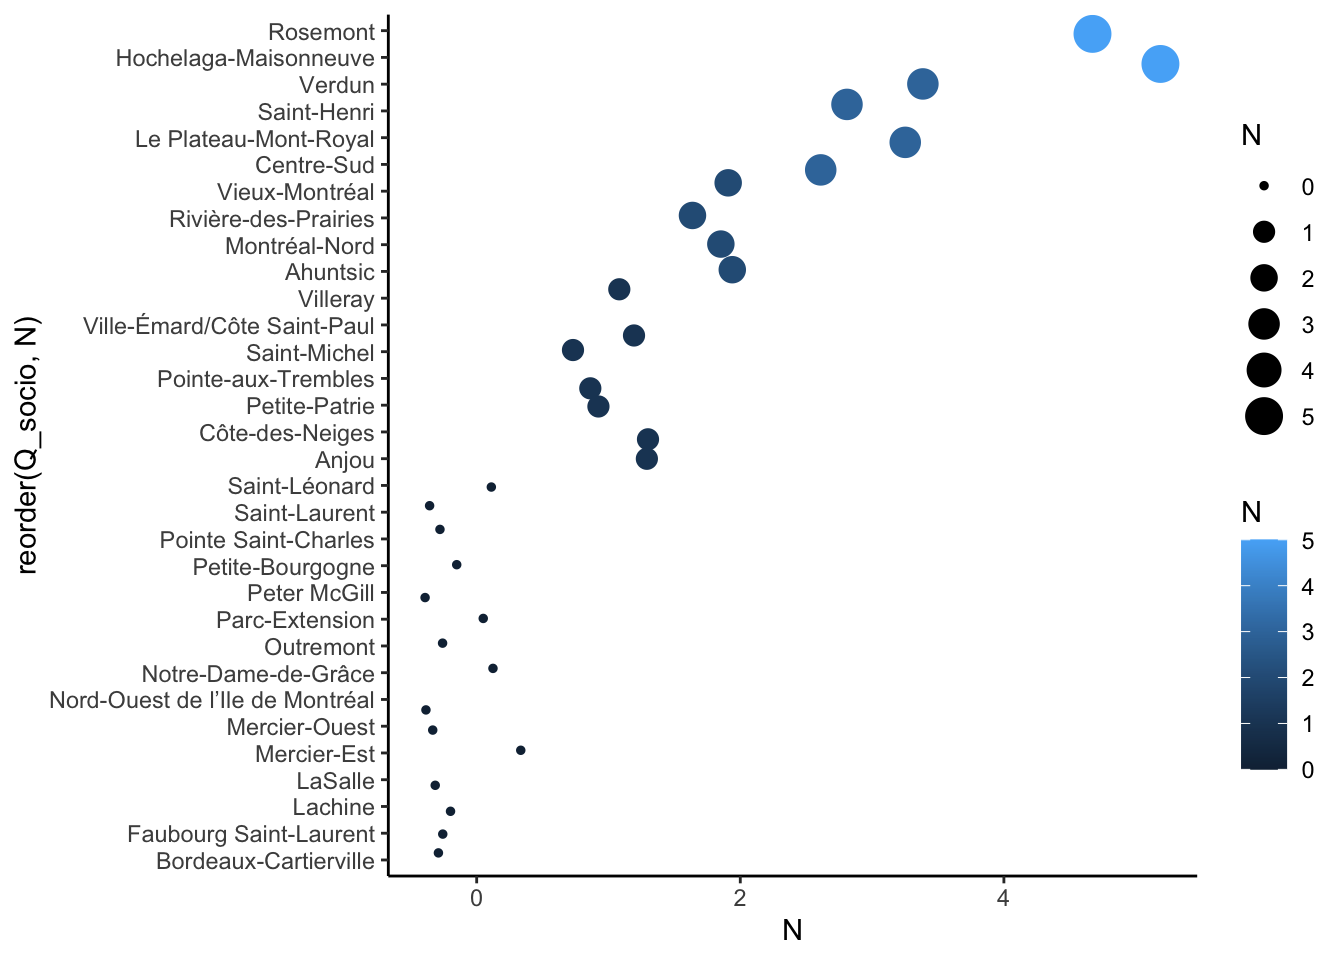 reorder(Q_socio, N)
Rosemont
Hochelaga-Maisonneuve
Verdun
Saint-Henri
Le Plateau-Mont-Royal
Centre-Sud
Vieux-Montréal
Rivière-des-Prairies
Montréal-Nord
Ahuntsic
Villeray
Ville-Émard/Côte Saint-Paul
Saint-Michel
Pointe-aux-Trembles
Petite-Patrie
Côte-des-Neiges
Anjou
Saint-Léonard
Saint-Laurent
Pointe Saint-Charles
Petite-Bourgogne
Peter McGill
Parc-Extension
Outremont
Notre-Dame-de-Grâce
Nord-Ouest de l’Ile de Montréal
Mercier-Ouest
Mercier-Est
LaSalle
Lachine
Faubourg Saint-Laurent
Bordeaux-Cartierville
0 2 4
N
N
0
1
2
3
4
5
N
5
4
3
2
1
0